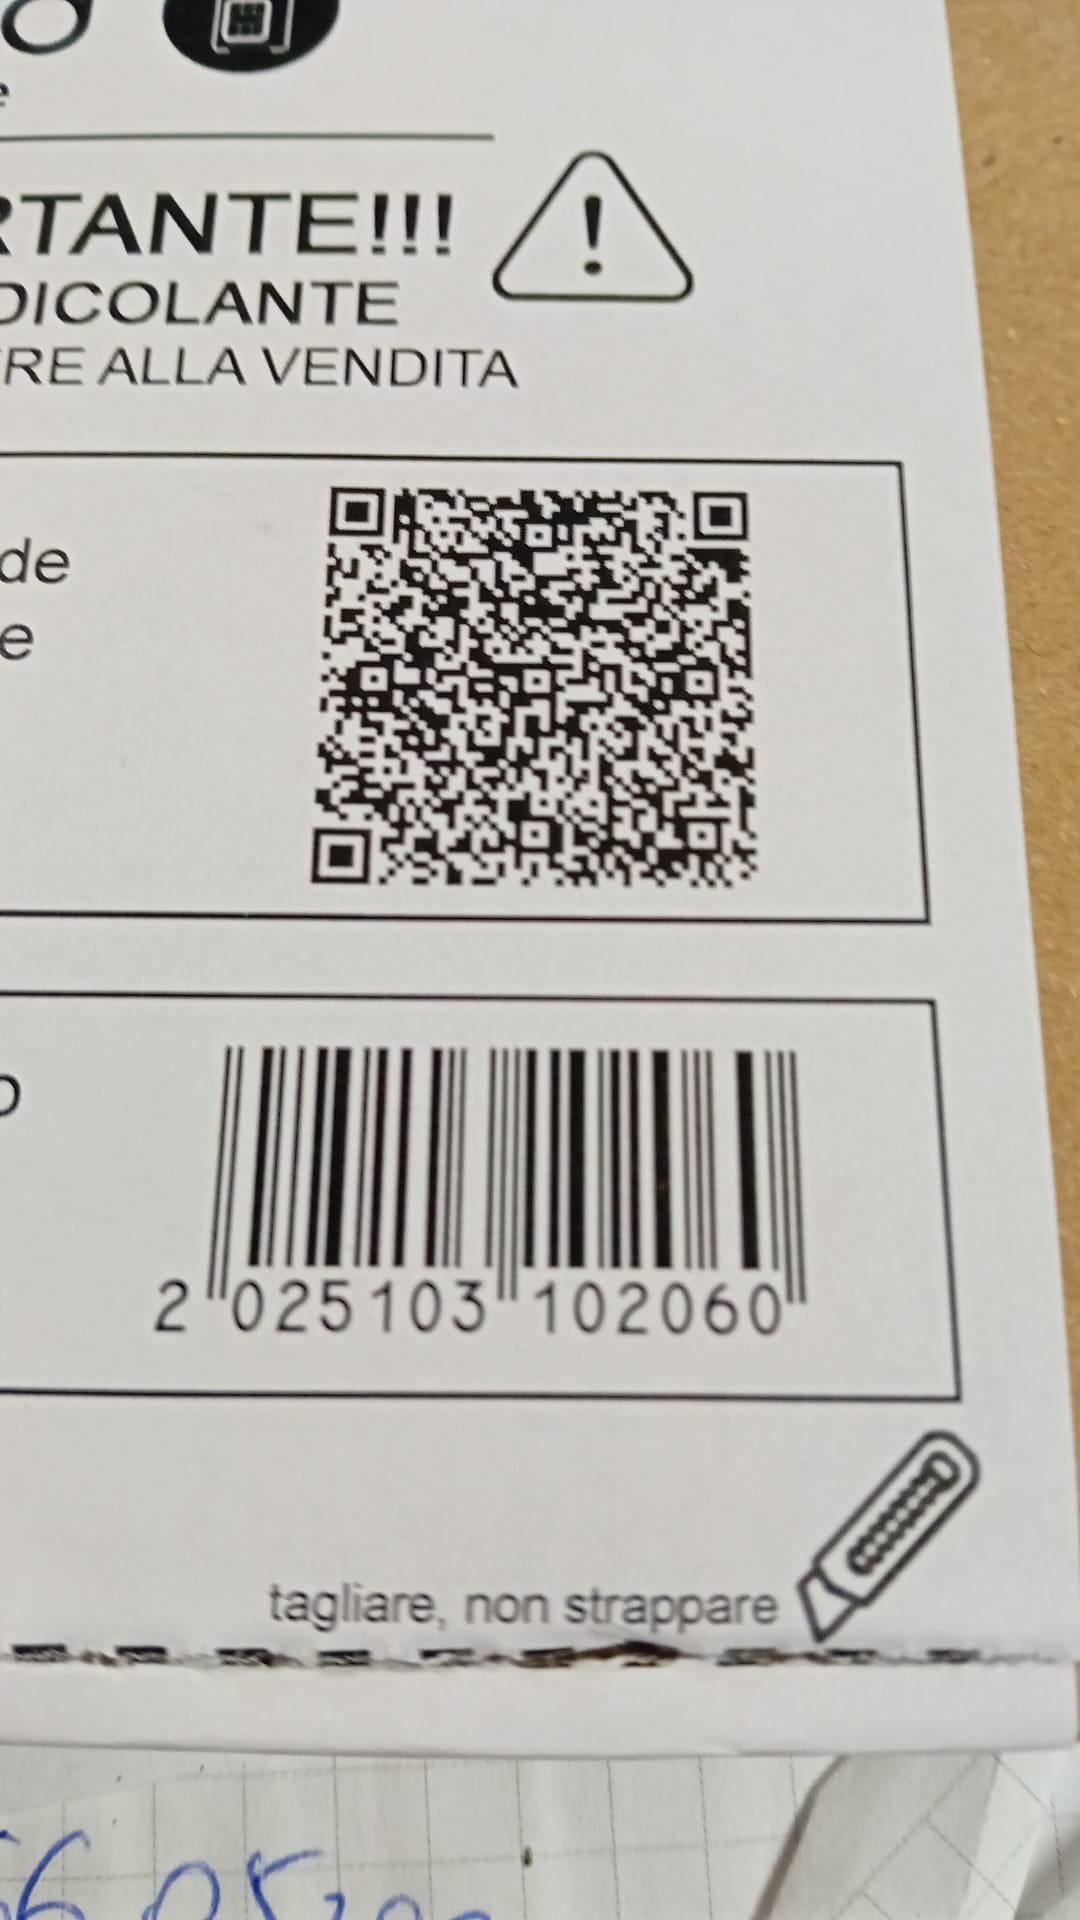 RTANTE!!!
DICOLANTE
RE ALLA VENDITA
de
e
2 025103 102060
tagliare, non strappare